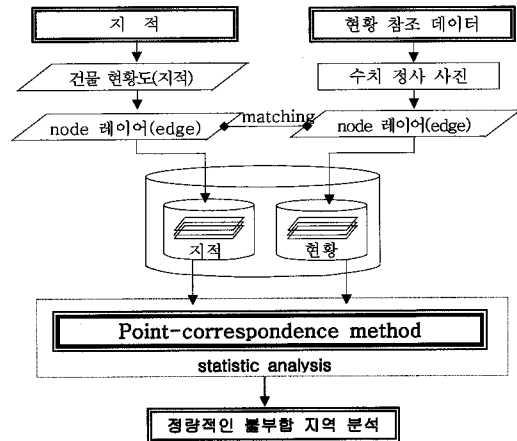 지 적
현황 참조 데이터
건물 현황도(지적)
수치 정사 사진
node 레이어(edge)
matching
node 레이어(edge)
지적
현황
Point-correspondence method
statistic analysis
정량적인 불부합 지역 분석